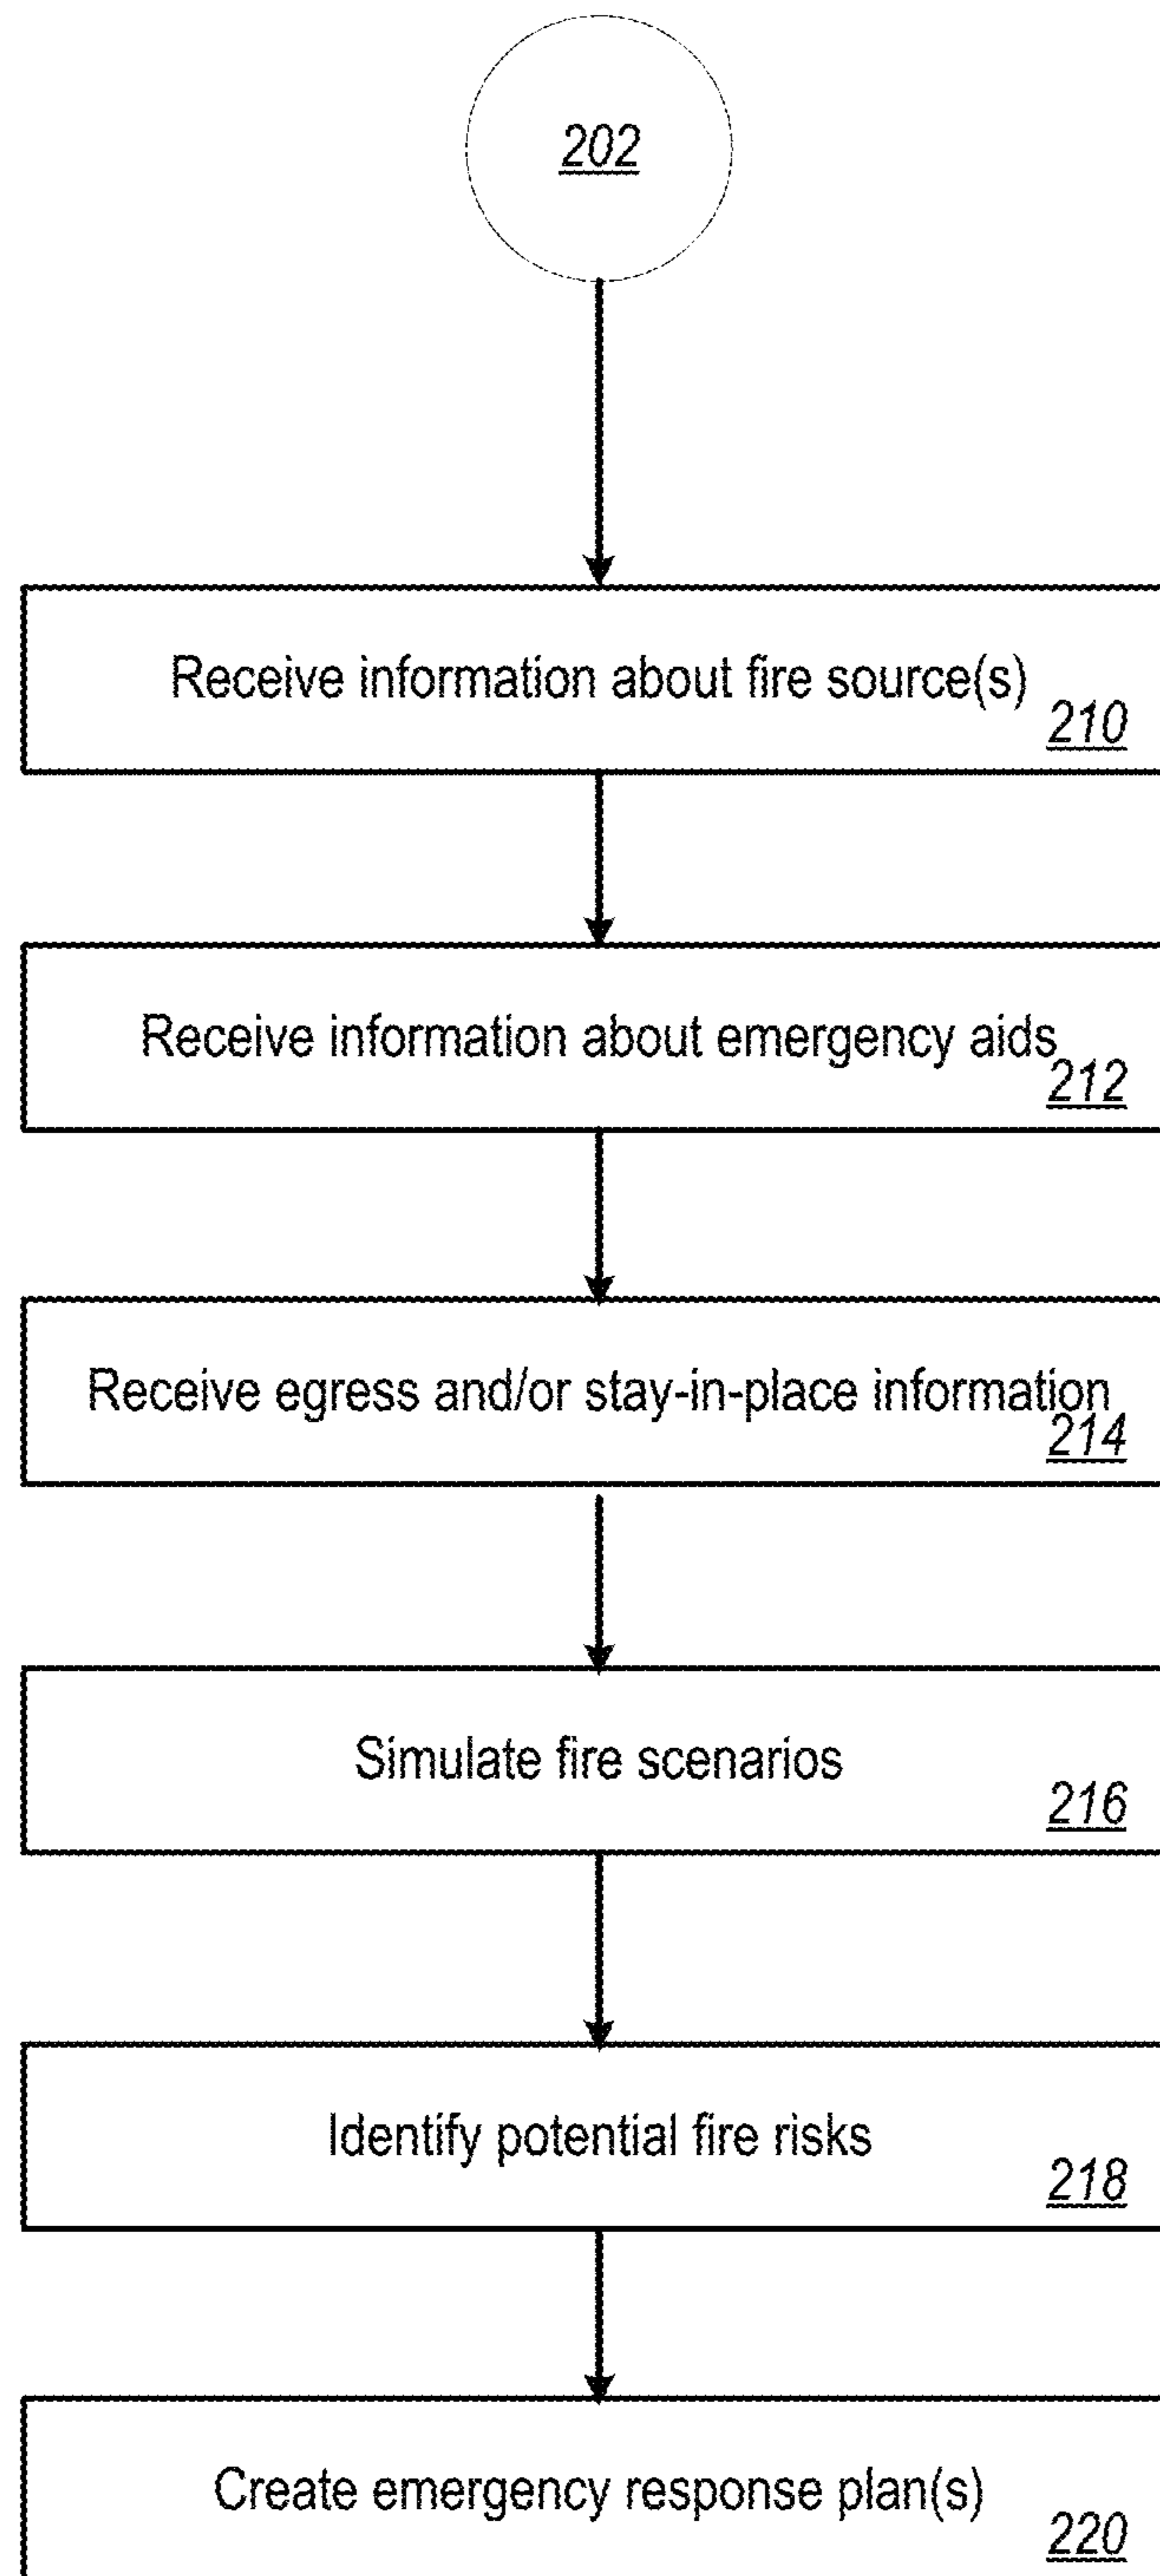 202
Receive information about fire source(s)
210
Receive information about emergency aids
212
Receive egress and/or stay-in-place information
214
Simulate fire scenarios
216
Identify potential fire risks
218
Create emergency response plan(s)
220